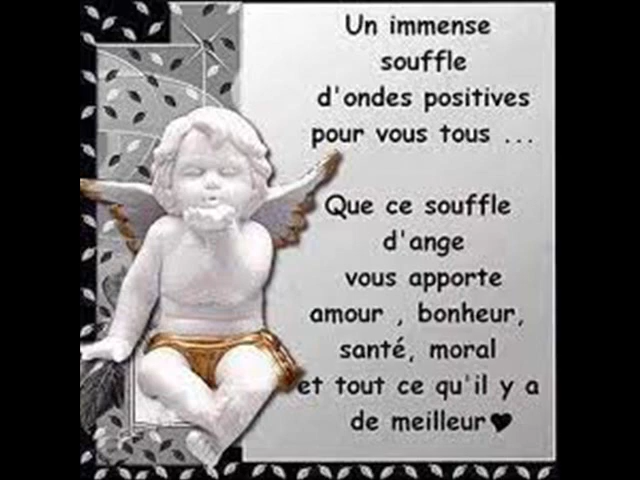 Un immense
souffle
d'ondes positives
pour vous tous ...
Que ce souffle
d'ange
vous apporte
amour , bonheur,
santé, moral
et tout ce qu'il y a
de meilleur♥